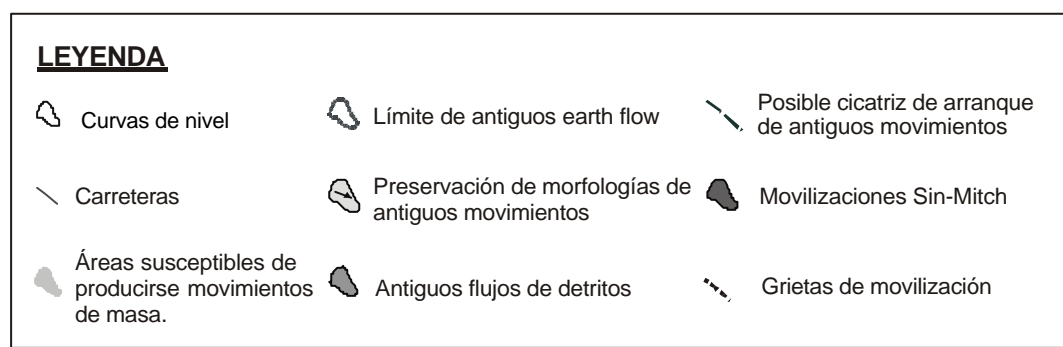 LEYENDA
Curvas de nivel
Límite de antiguos earth flow
Posible cicatriz de arranque
de antiguos movimientos
Carreteras
Preservación de morfologías de
antiguos movimientos
Movilizaciones Sin-Mitch
Áreas susceptibles de
producirse movimientos
de masa.
Antiguos flujos de detritos
Grietas de movilización